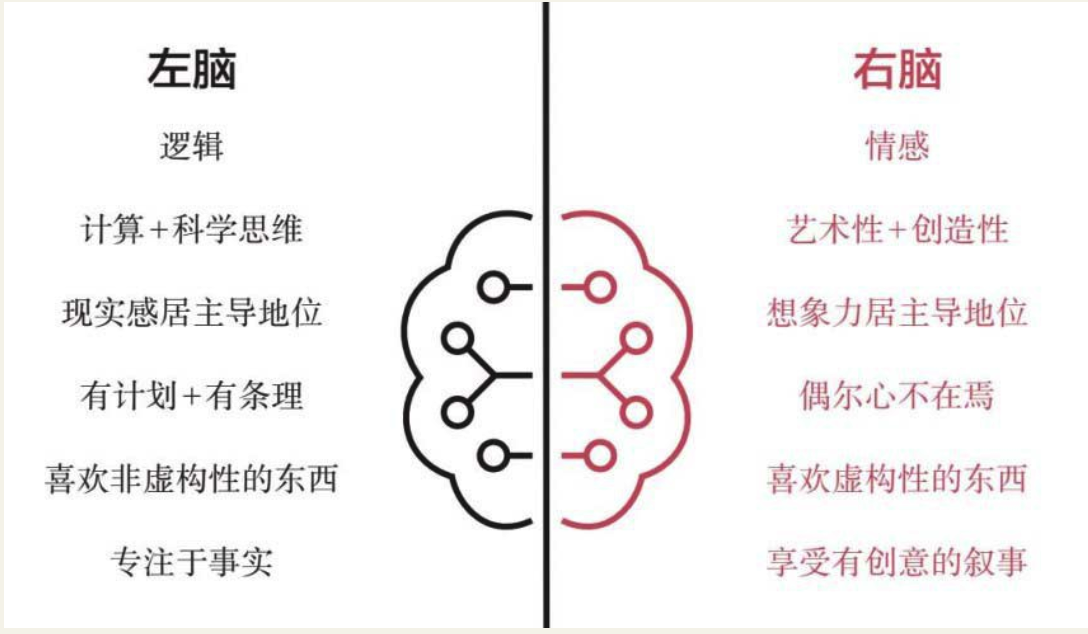 左脑
逻辑
计算+科学思维
现实感居主导地位
有计划+有条理
喜欢非虚构性的东西
专注于事实
右脑
情感
艺术性+创造性
想象力居主导地位
偶尔心不在焉
喜欢虚构性的东西
享受有创意的叙事